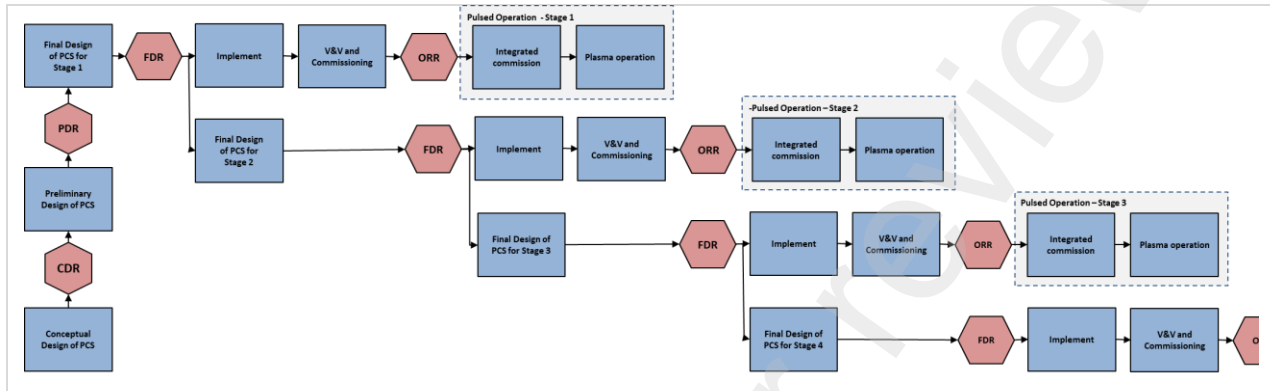 Pulsed Operation - Stage 1
Final Design
of PCS for
Stage 1
FDR
Implement
V&V and
Commissioning
ORR
Integrated
commission
Plasma operation
PDR
Final Design
of PCS for
Stage 2
FDR
-Pulsed Operation – Stage 2
Implement
V&V and
Commissioning
ORR
Integrated
commission
Plasma operation
Preliminary
Design of PCS
CDR
Final Design of
PCS for Stage 3
FDR
Pulsed Operation – Stage 3
Implement
V&V and
Commissioning
ORR
Integrated
commission
Plasma operation
Conceptual
Design of PCS
Final Design of
PCS for Stage 4
FDR
Implement
V&V and
Commissioning
O
r review